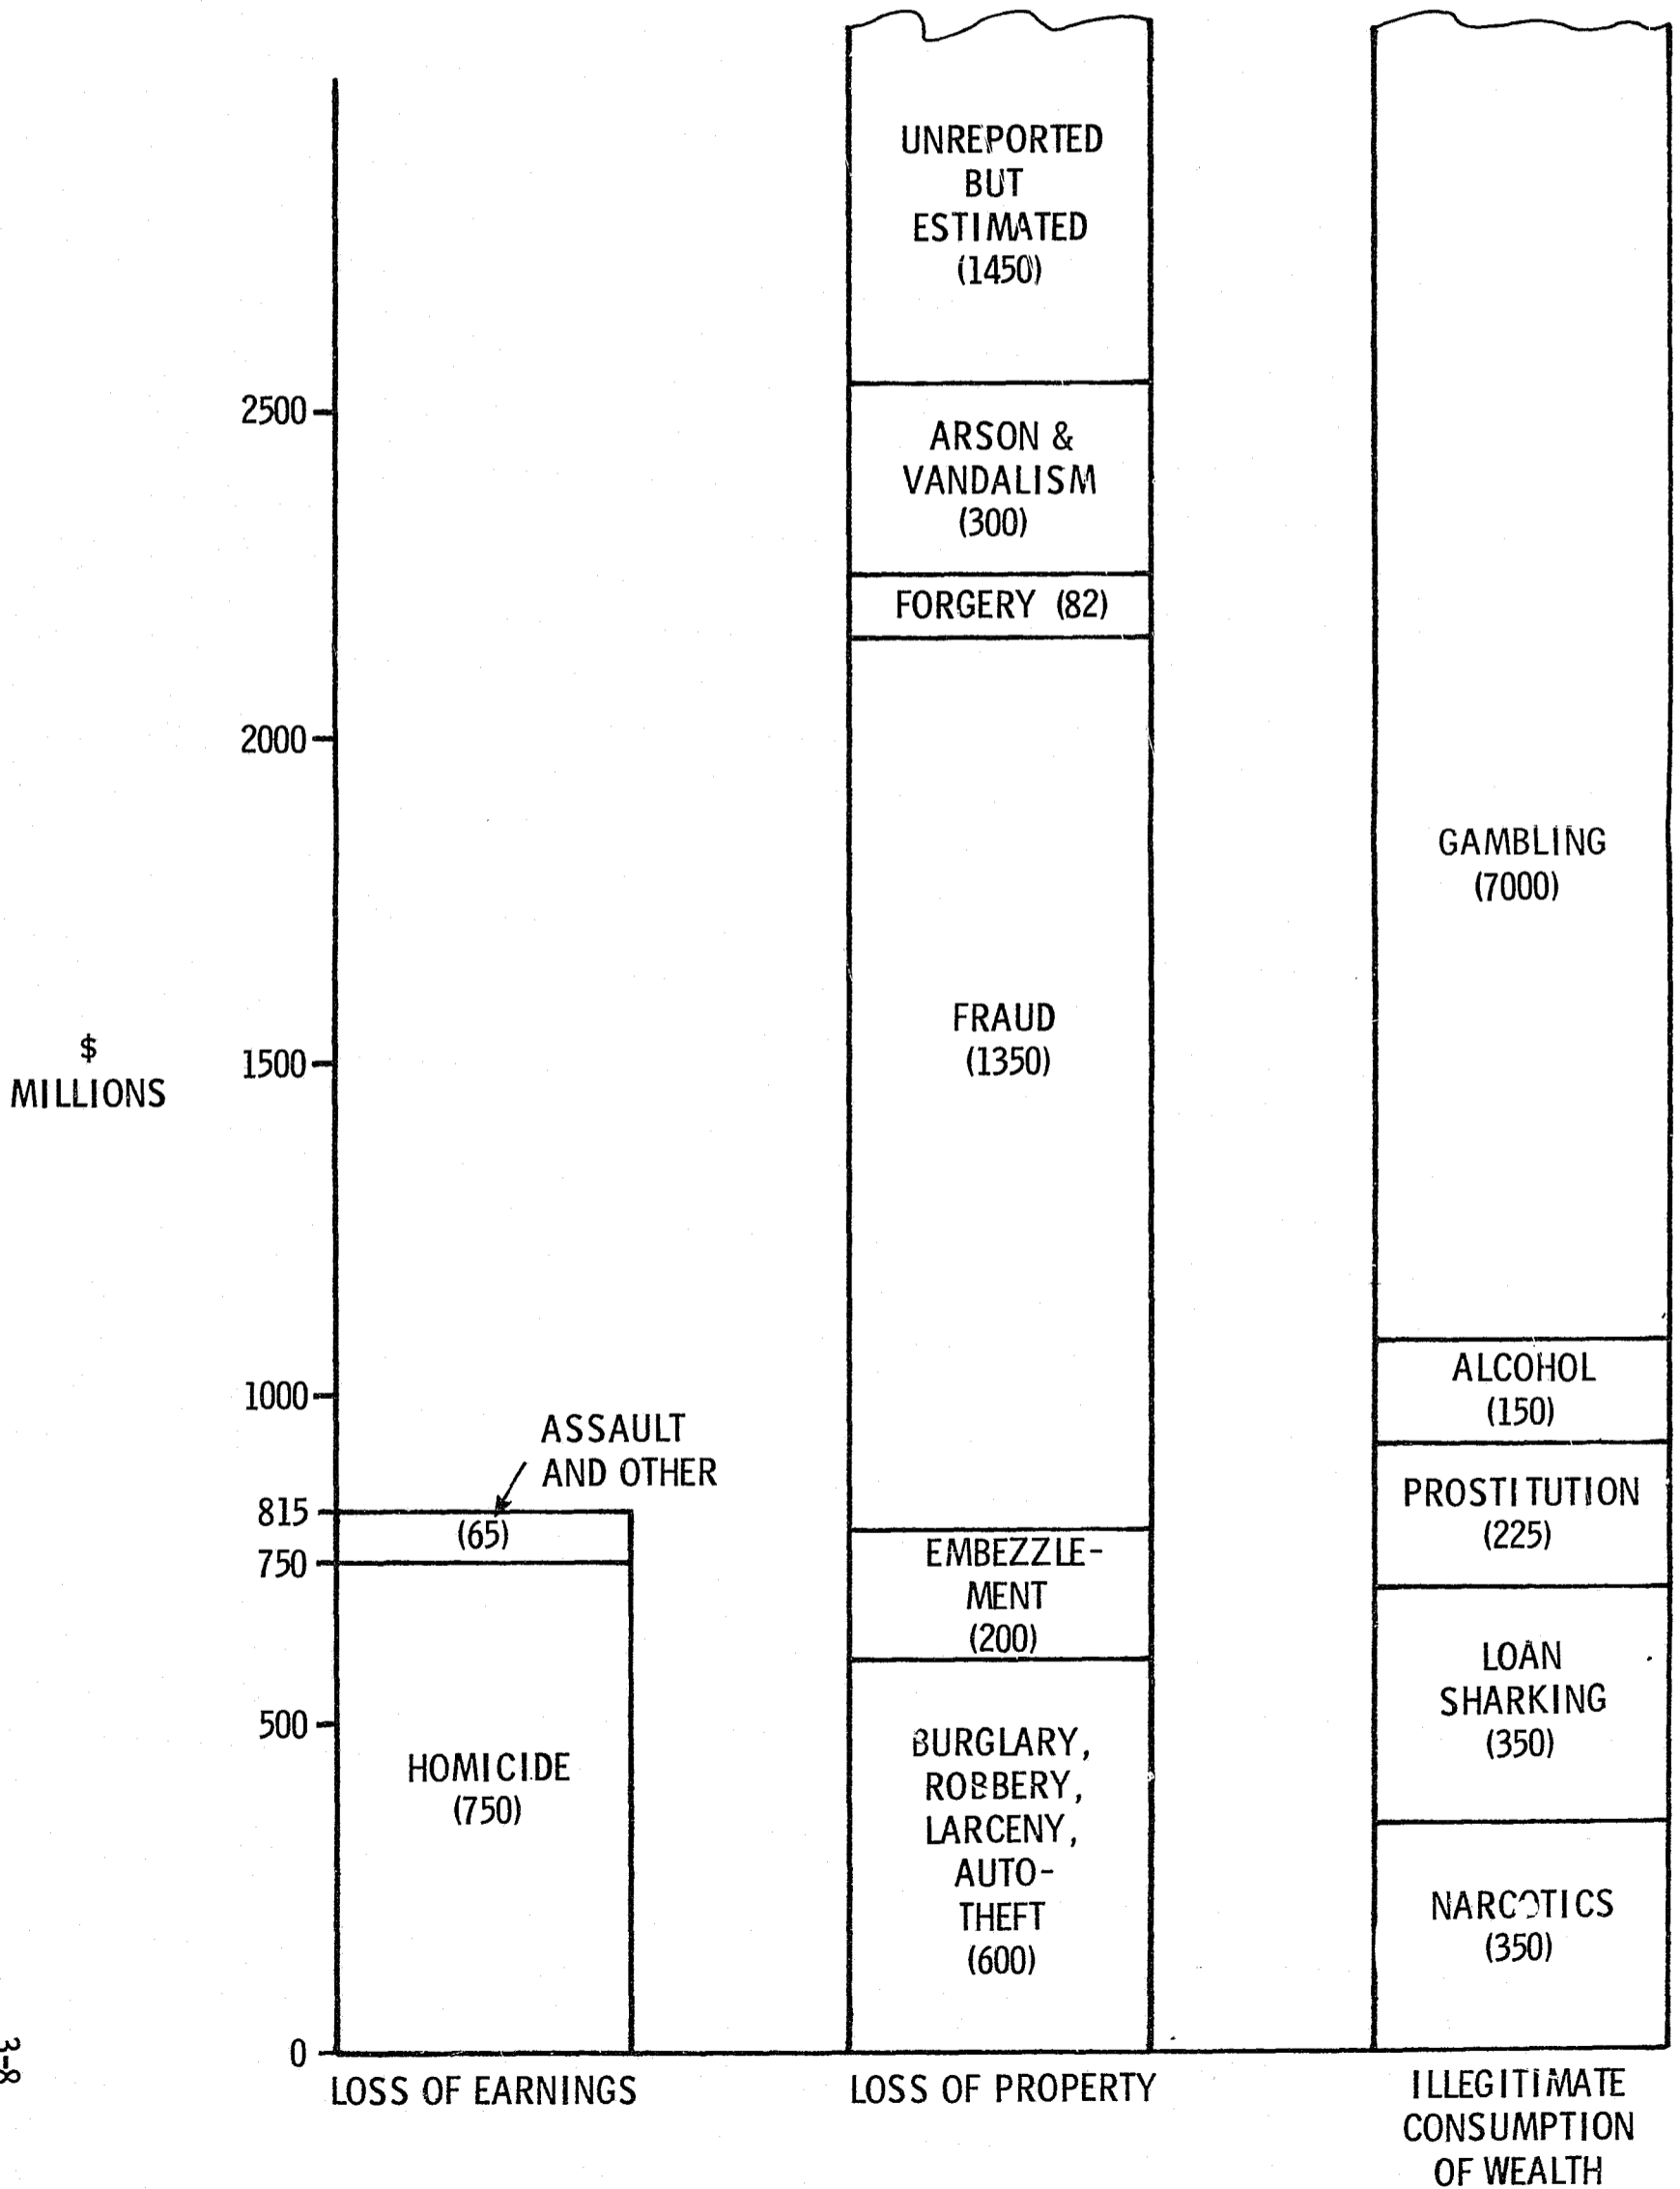 $
MILLIONS
2500
2000
1500
1000
815
750
500
0
ASSAULT
AND OTHER
(65)
HOMICIDE
(750)
LOSS OF EARNINGS
UNREPORTED
BUT
ESTIMATED
(1450)
ARSON &
VANDALISM
(300)
FORGERY (82)
FRAUD
(1350)
EMBEZZLE-
MENT
(200)
BURGLARY,
ROBBERY,
LARCENY,
AUTO-
THEFT
(600)
LOSS OF PROPERTY
GAMBLING
(7000)
ALCOHOL
(150)
PROSTITUTION
(225)
LOAN
SHARKING
(350)
NARCOTICS
(350)
ILLEGITIMATE
CONSUMPTION
OF WEALTH
3-8